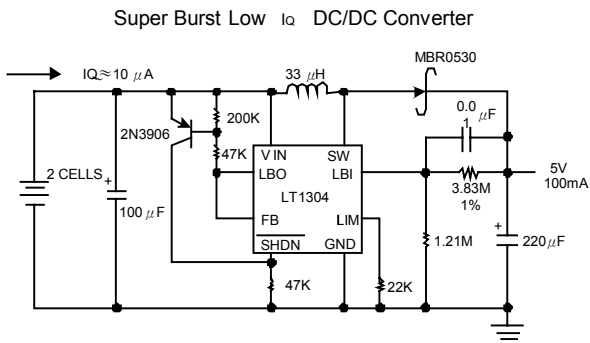 Super Burst Low IQ DC/DC Converter
MBR0530
IQ≈10 μA
33 μH
0.0
1 μF
200K
2N3906
47K
V IN
SW
LBO
LBI
5V
100mA
2 CELLS
+
LT1304
3.83M
1%
100 μF
FB
LIM
+
SHDN
GND
1.21M
220μF
47K
22K